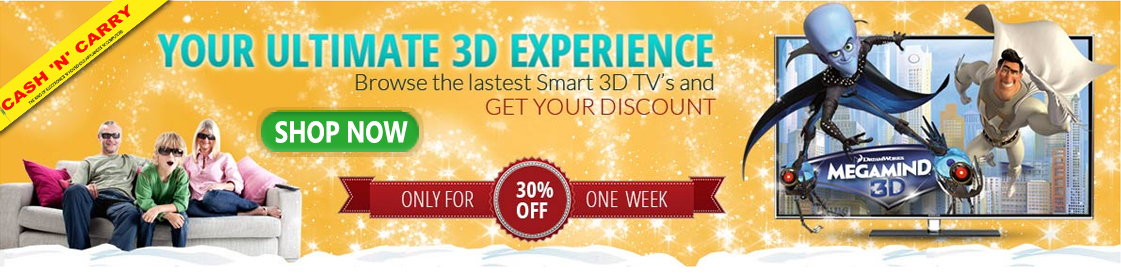 CASH 'N' CARRY
YOUR ULTIMATE 3D EXPERIENCE
Browse the lastest Smart 3D TV's and
GET YOUR DISCOUNT
SHOP NOW
ONLY FOR 30% OFF ONE WEEK
DREAMWORKS
MEGAMIND
3D